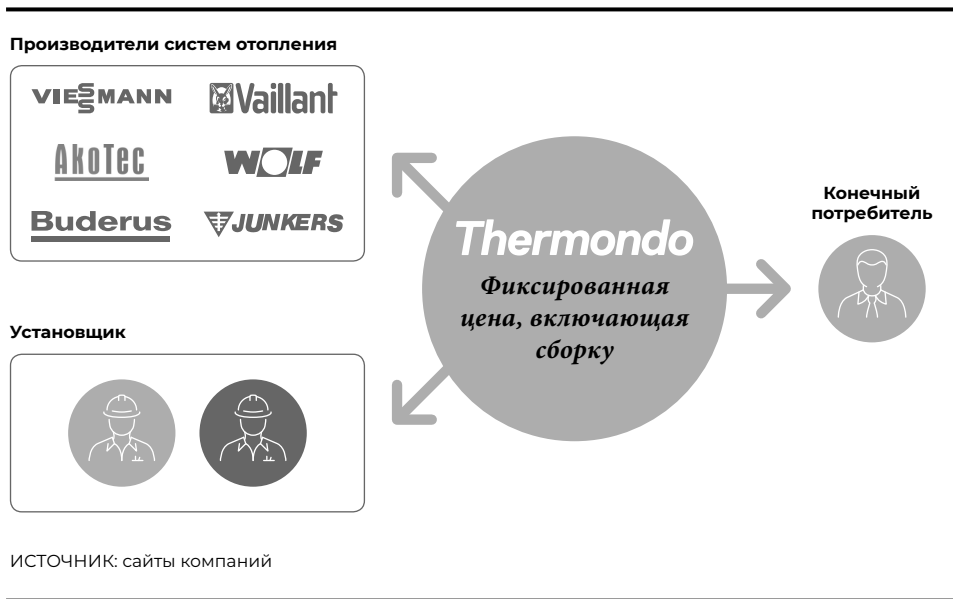 Производители систем отопления
VIESSMANN
Vaillant
AkoTec
WOLF
Buderus
JUNKERS
Thermondo
Фиксированная
цена, включающая
сборку
Конечный
потребитель
Установщик
ИСТОЧНИК: сайты компаний